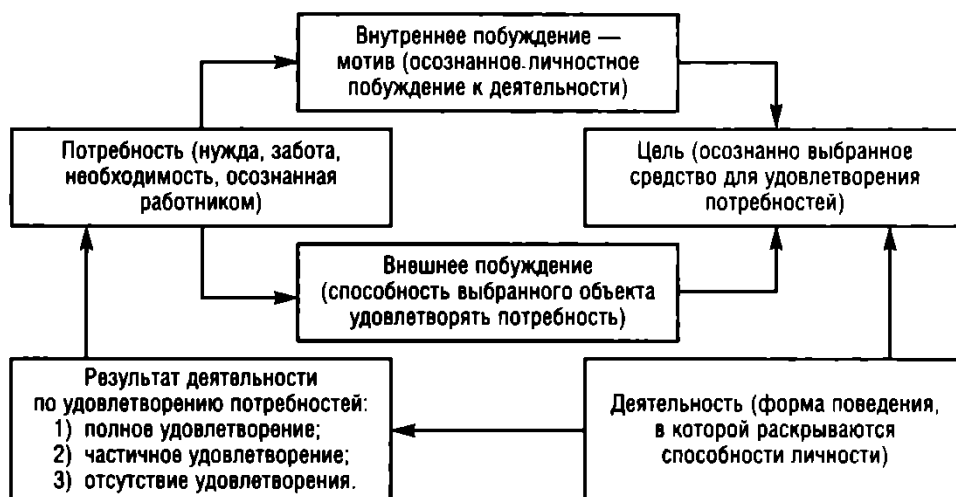 Внутреннее побуждение —
мотив (осознанное личностное
побуждение к деятельности)
Потребность (нужда, забота,
необходимость, осознанная
работником)
Цель (осознанно выбранное
средство для удовлетворения
потребностей)
Внешнее побуждение
(способность выбранного объекта
удовлетворять потребность)
Результат деятельности
по удовлетворению потребностей:
1) полное удовлетворение;
2) частичное удовлетворение;
3) отсутствие удовлетворения.
Деятельность (форма поведения,
в которой раскрываются
способности личности)